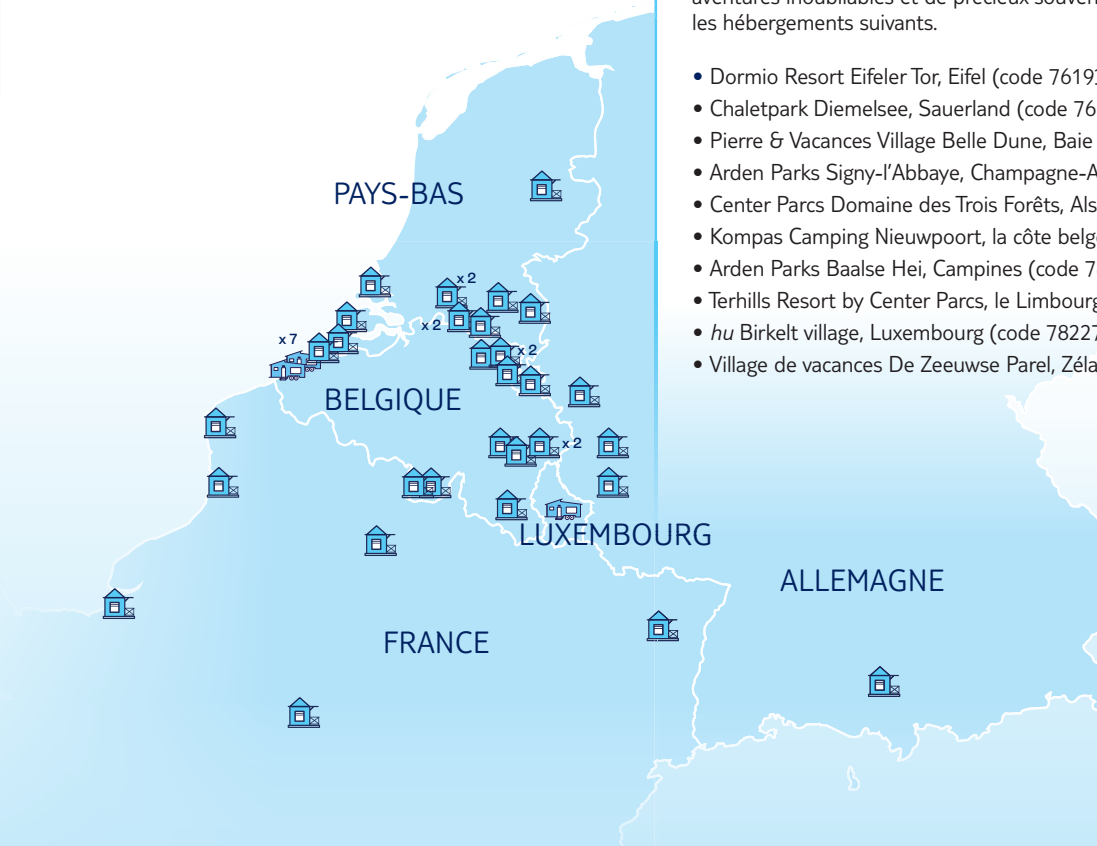 aventures inoubliables et de précieux
les hébergements suivants.
• Dormio Resort Eifeler Tor, Eifel (code 7619
• Chaletpark Diemelsee, Sauerland (code 76
• Pierre & Vacances Village Belle Dune, Baie
• Arden Parks Signy-l'Abbaye, Champagne-A
• Center Parcs Domaine des Trois Forêts, Als
• Kompas Camping Nieuwpoort, la côte belg
• Arden Parks Baalse Hei, Campines (code 7
• Terhills Resort by Center Parcs, le Limbourg
• hu Birkelt village, Luxembourg (code 78227
• Village de vacances De Zeeuwse Parel, Zéla
PAYS-BAS
x 2
x 2
x 7
x 2
BELGIQUE
x 2
LUXEMBOURG
ALLEMAGNE
FRANCE